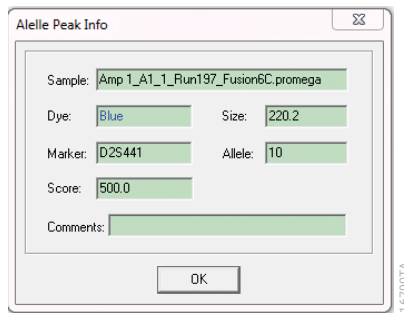 Alelle Peak Info
Sample: Amp 1_A1_1_Run197_Fusion6C.promega
Dye: Blue Size: 220.2
Marker: D2S441 Allele: 10
Score: 500.0
Comments:
OK
16790TA